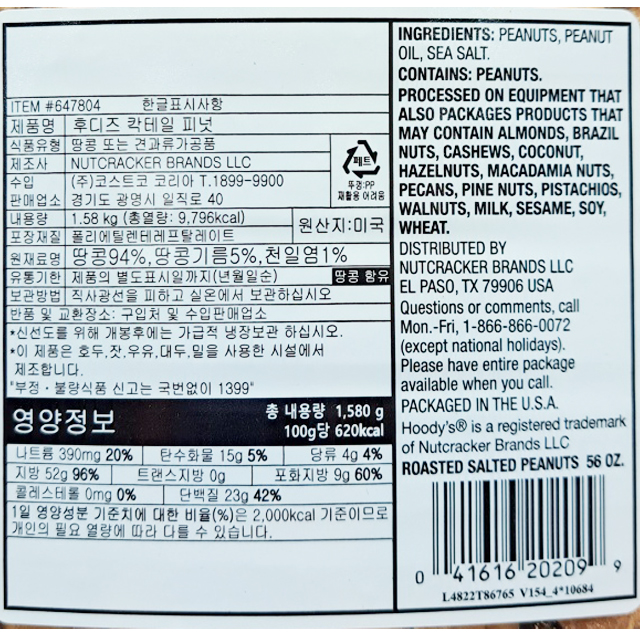 ITEM #647804 한글표시사항
제품명 후디즈 칵테일 피넛
식품유형 땅콩 또는 견과류가공품
제조사 NUTCRACKER BRANDS LLC
수입 (주)코스트코 코리아 T.1899-9900
판매업소 경기도 광명시 일직로 40
페트
뚜껑:PP
재활용 어려움
내용량 1.58 kg (총열량: 9,796kcal)
포장재질 폴리에틸렌테레프탈레이트
원산지:미국
원재료명 땅콩94%,땅콩기름5%,천일염1%
유통기한 제품의 별도표시일까지(년월일순) 땅콩 함유
보관방법 직사광선을 피하고 실온에서 보관하십시오
반품 및 교환장소: 구입처 및 수입판매업소
*신선도를 위해 개봉후에는 가급적 냉장보관 하십시오.
*이 제품은 호두,잣,우유,대두,밀을 사용한 시설에서
제조합니다.
"부정·불량식품 신고는 국번없이 1399"
영양정보
총 내용량 1,580 g
100g당 620kcal
나트륨 390mg 20% 탄수화물 15g 5% 당류 4g 4%
지방 52g 96% 트랜스지방 0g 포화지방 9g 60%
콜레스테롤 0mg 0% 단백질 23g 42%
1일 영양성분 기준치에 대한 비율(%)은 2,000kcal 기준이므로
개인의 필요 열량에 따라 다를 수 있습니다.
INGREDIENTS: PEANUTS, PEANUT
OIL, SEA SALT.
CONTAINS: PEANUTS.
PROCESSED ON EQUIPMENT THAT
ALSO PACKAGES PRODUCTS THAT
MAY CONTAIN ALMONDS, BRAZIL
NUTS, CASHEWS, COCONUT,
HAZELNUTS, MACADAMIA NUTS,
PECANS, PINE NUTS, PISTACHIOS,
WALNUTS, MILK, SESAME, SOY,
WHEAT.
DISTRIBUTED BY
NUTCRACKER BRANDS LLC
EL PASO, TX 79906 USA
Questions or comments, call
Mon.-Fri, 1-866-866-0072
(except national holidays).
Please have entire package
available when you call.
PACKAGED IN THE U.S.A.
Hoody's® is a registered trademark
of Nutcracker Brands LLC
ROASTED SALTED PEANUTS 56 OZ.
0 41616 20209 9
L4822T86765 V154_4*10684